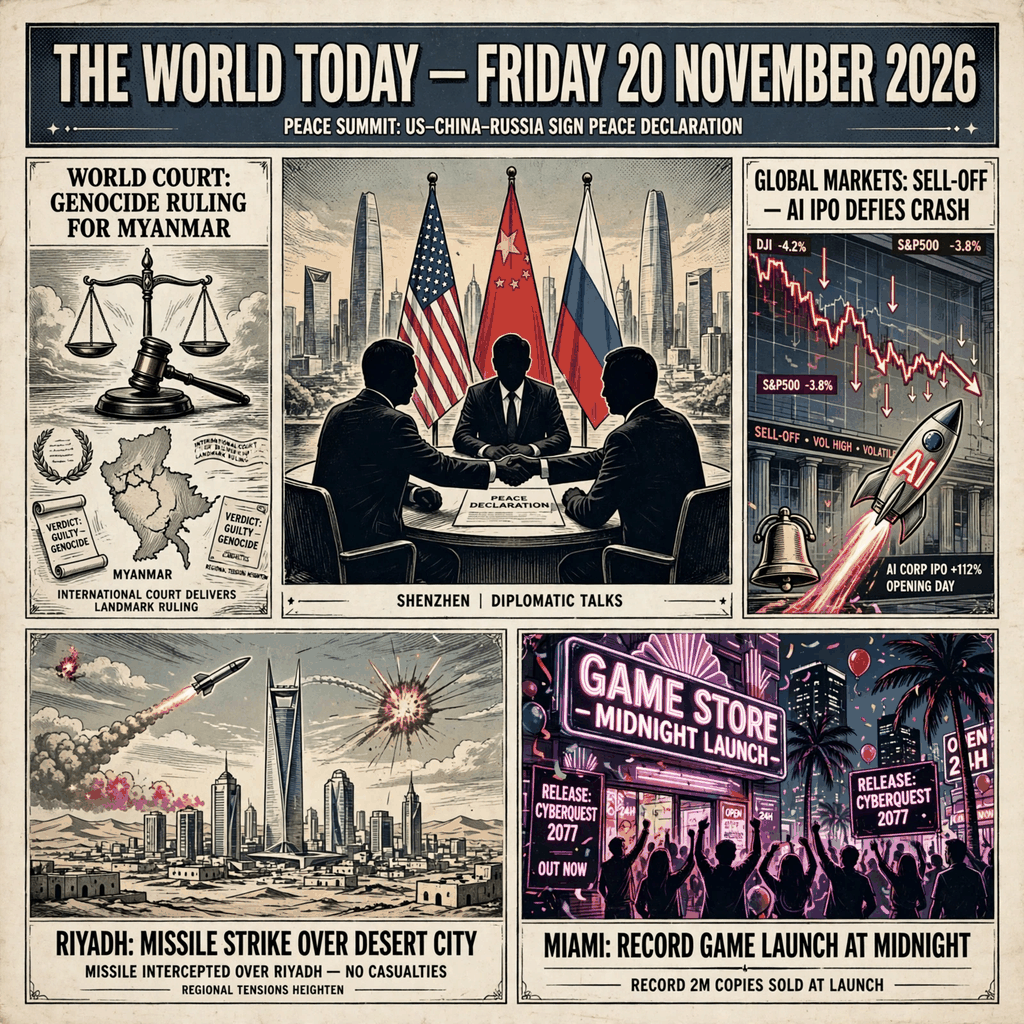 THE WORLD TODAY — FRIDAY 20 NOVEMBER 2026
PEACE SUMMIT: US–CHINA–RUSSIA SIGN PEACE DECLARATION
WORLD COURT:
GENOCIDE RULING
FOR MYANMAR
INTERNATIONAL COURT
LANDMARK RULING
VERDICT:
GUILTY –
GENOCIDE
VERDICT:
GUILTY –
GENOCIDE
MYANMAR
INTERNATIONAL COURT DELIVERS
LANDMARK RULING
PEACE
DECLARATION
SHENZHEN | DIPLOMATIC TALKS
GLOBAL MARKETS: SELL-OFF
— AI IPO DEFIES CRASH
DJI -4.2%
S&P500 -3.8%
S&P500 -3.8%
SELL-OFF • VOL HIGH • VOLATIL
AI
AI CORP IPO +112%
OPENING DAY
RIYADH: MISSILE STRIKE OVER DESERT CITY
MISSILE INTERCEPTED OVER RIYADH — NO CASUALTIES
REGIONAL TENSIONS HEIGHTEN
GAME STORE
– MIDNIGHT LAUNCH –
OPEN
24H
RELEASE:
CYBERQUEST
2077
OUT NOW
OPEN
24H
RELEASE:
CYBERQUEST
2077
MIAMI: RECORD GAME LAUNCH AT MIDNIGHT
RECORD 2M COPIES SOLD AT LAUNCH